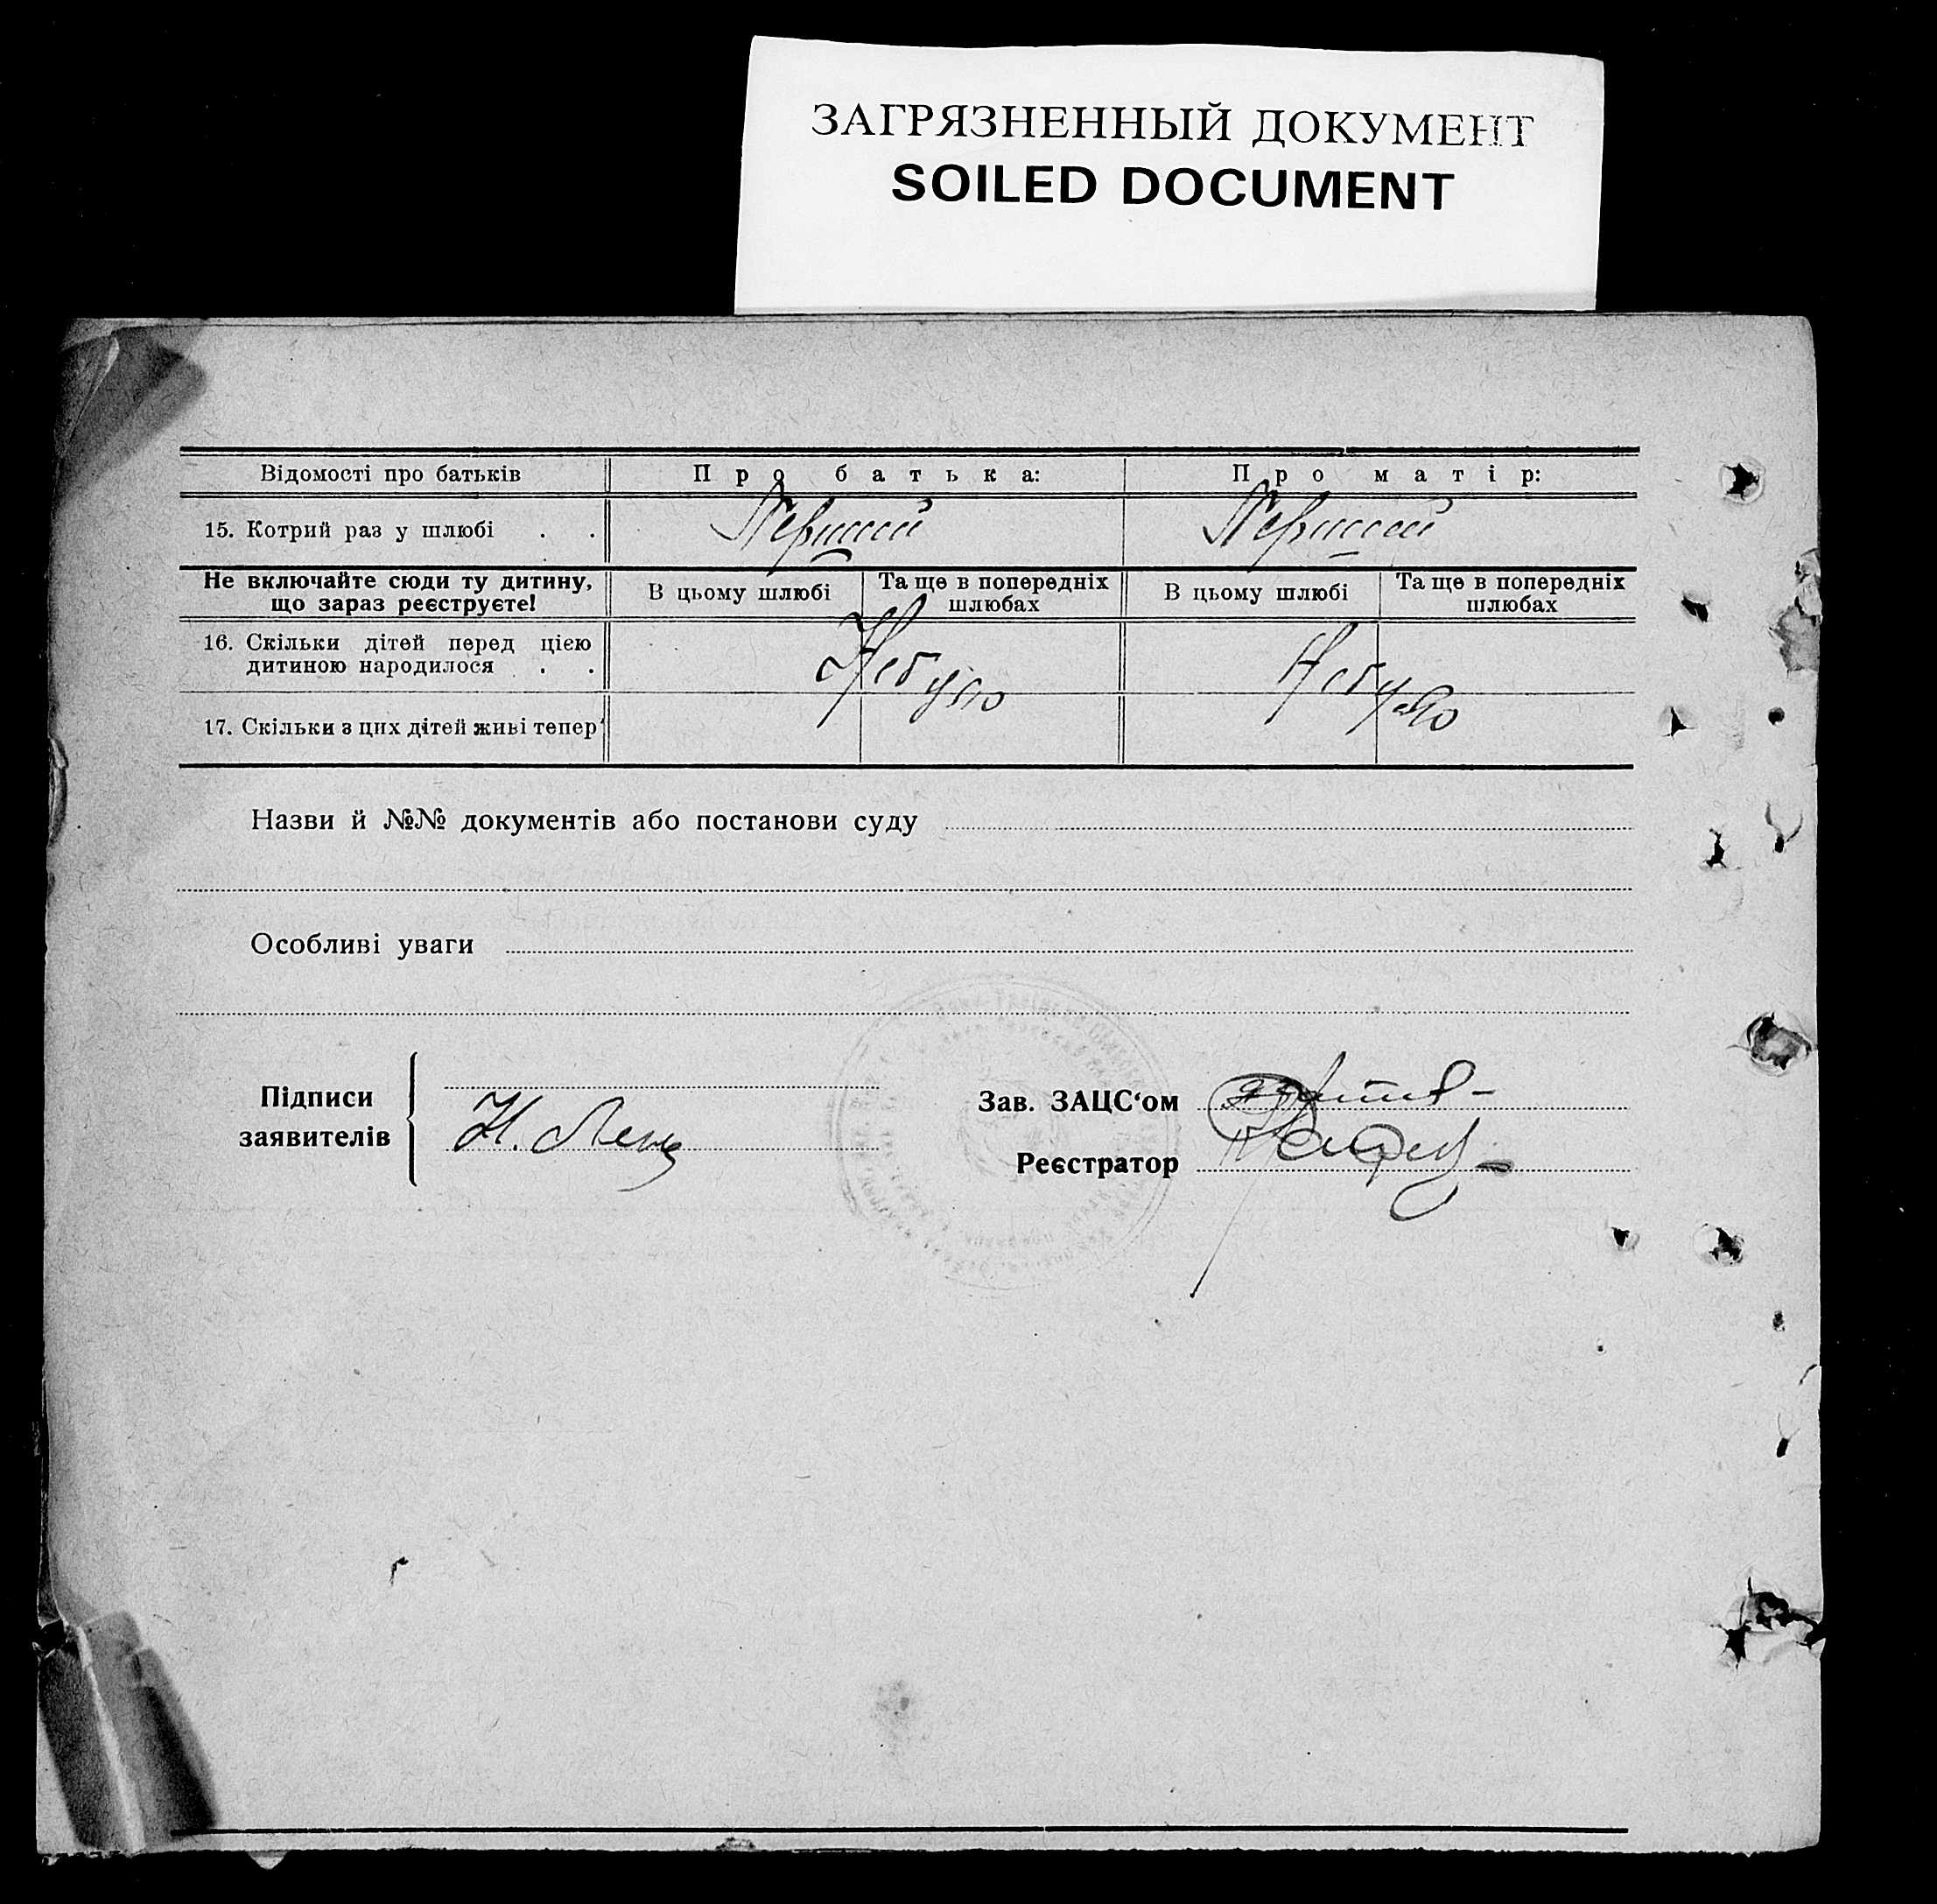 ЗАГРЯЗНЕННЫЙ ДОКУМЕНТ
SOILED DOCUMENT
Відомості про батьків Про батька: Про матір:
15. Котрий раз у шлюбі . . Перший Перший
Не включайте сюди ту дитину, що зараз реєструєте! В цьому шлюбі Та ще в попередніх шлюбах В цьому шлюбі Та ще в попередніх шлюбах
16. Скільки дітей перед цією
дитиною народилося . . Не було Не було
17. Скільки з цих дітей живі тепер
Назви й №№ документів або постанови суду
Особливі уваги
Підписи
заявителів
Зав. ЗАЦС‘ом
Реєстратор